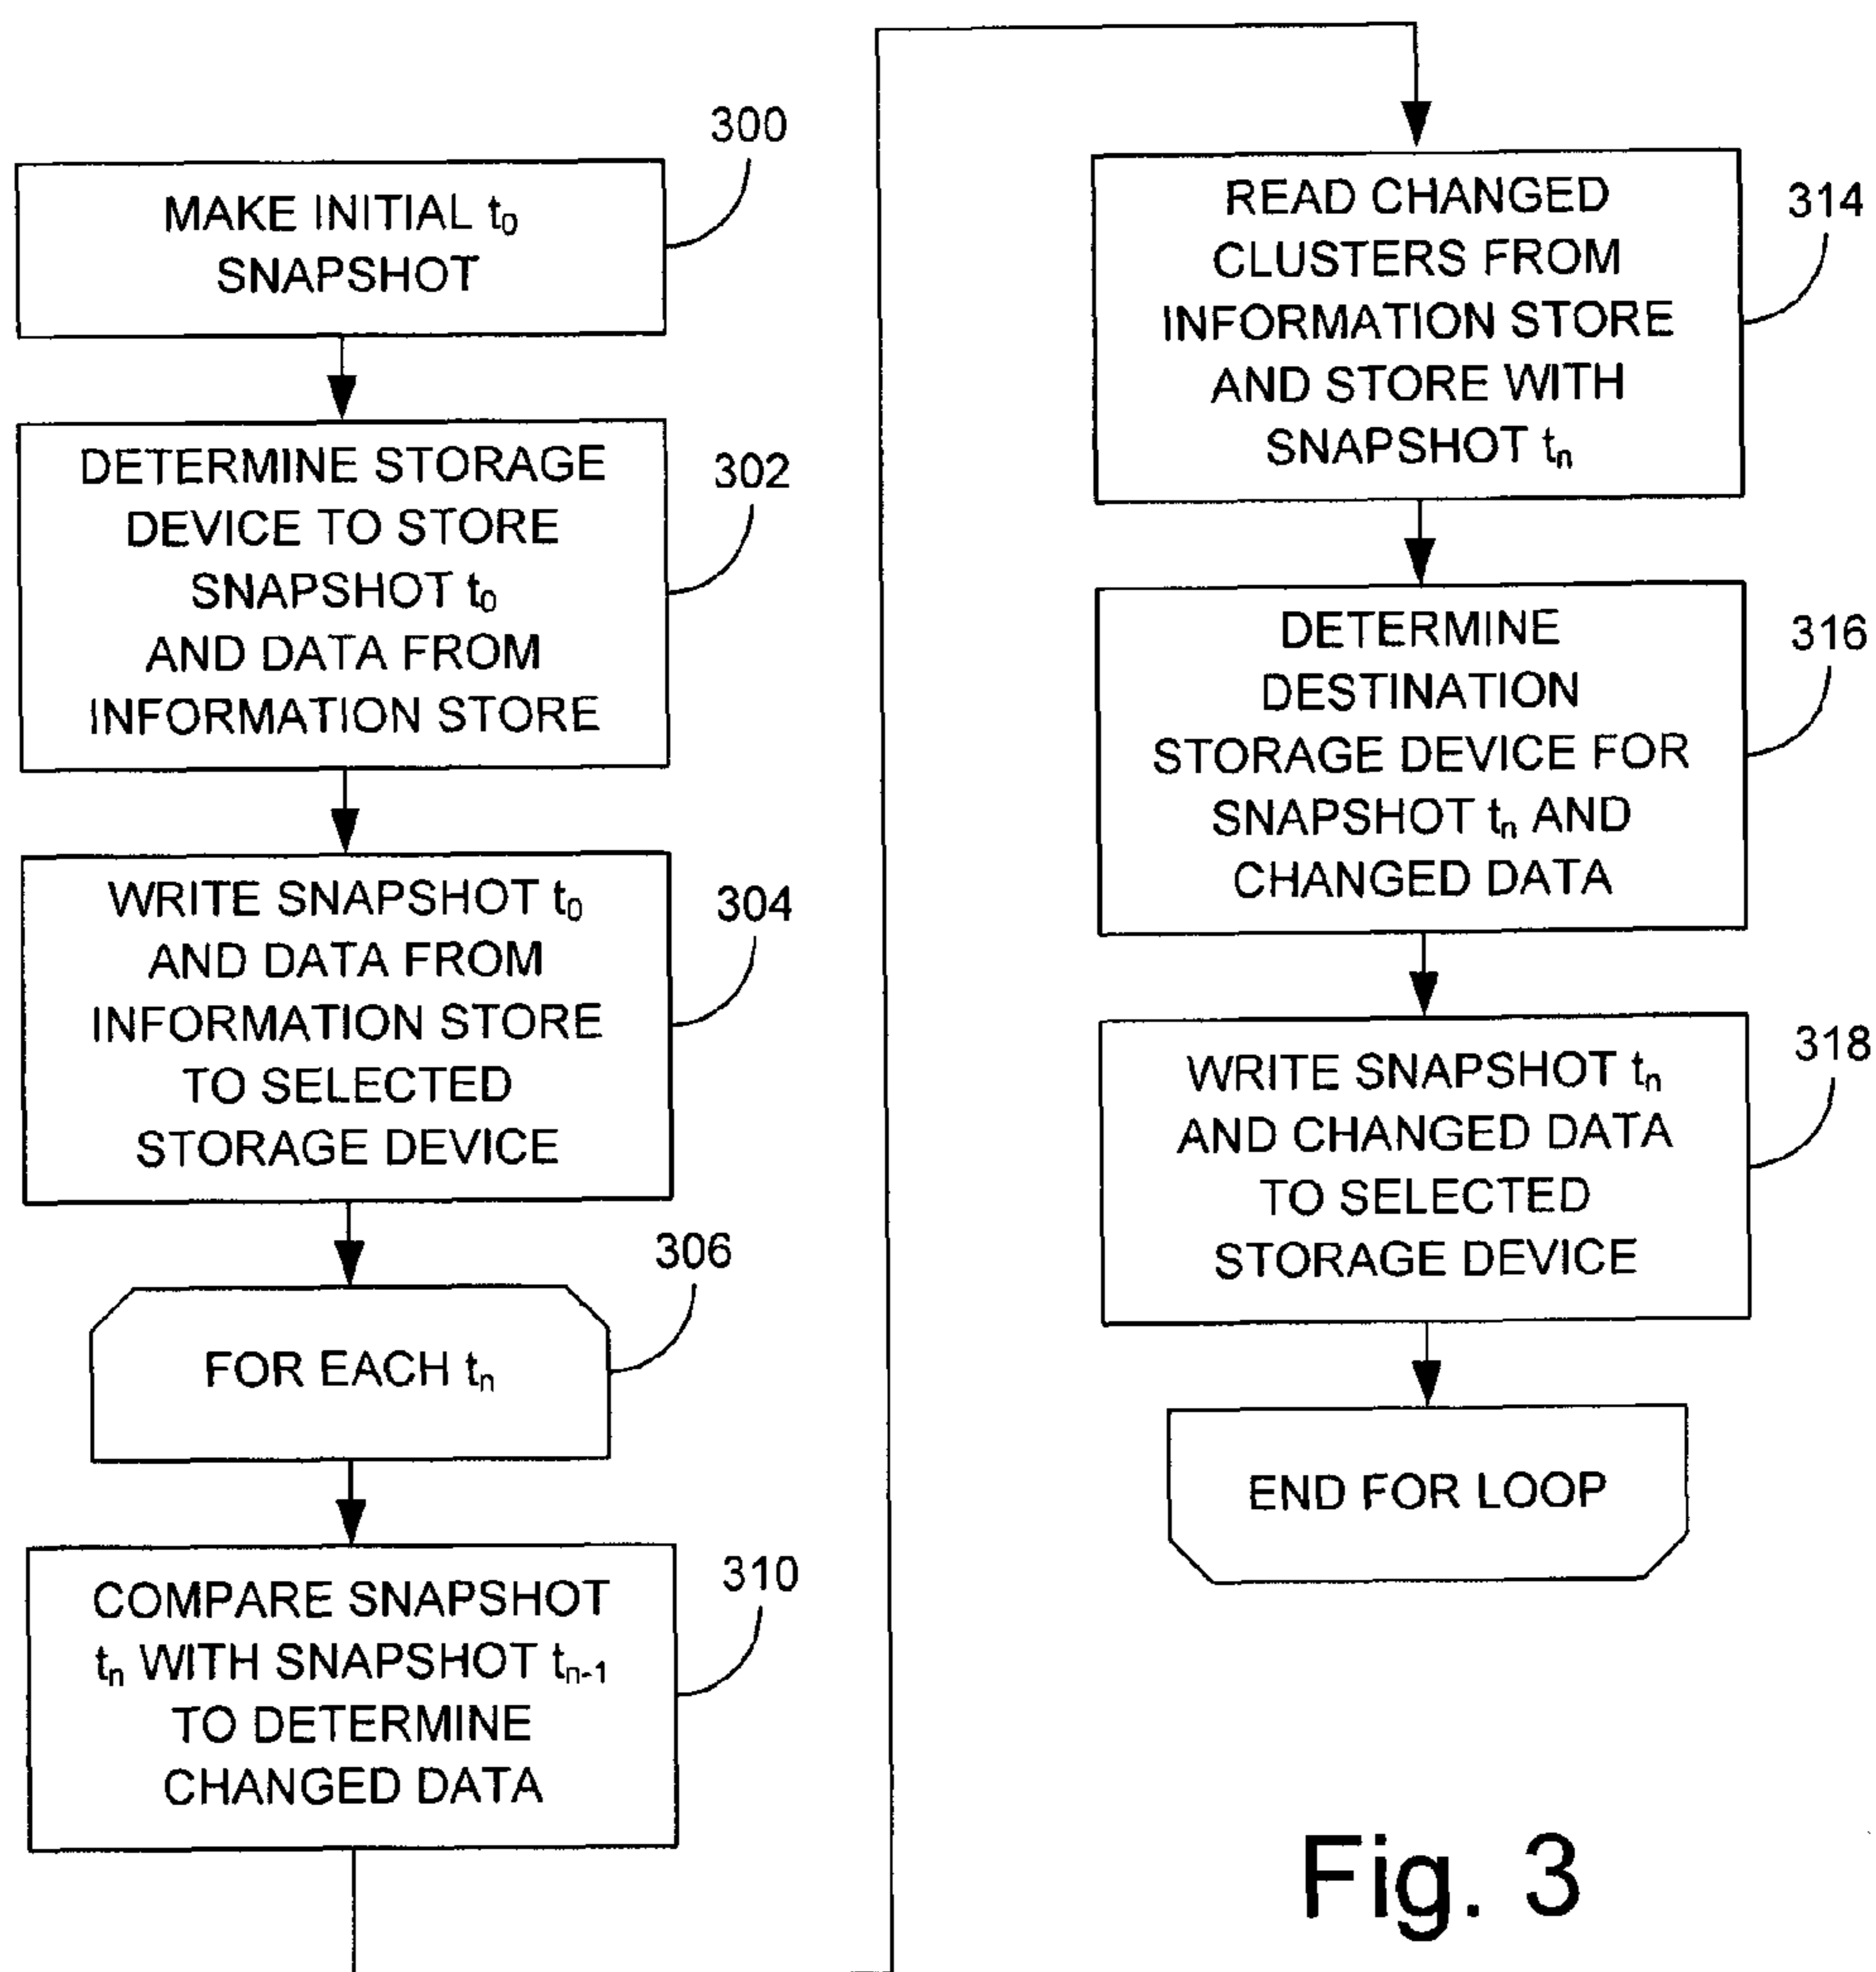 300
MAKE INITIAL t₀
SNAPSHOT
302
DETERMINE STORAGE
DEVICE TO STORE
SNAPSHOT t₀
AND DATA FROM
INFORMATION STORE
304
WRITE SNAPSHOT t₀
AND DATA FROM
INFORMATION STORE
TO SELECTED
STORAGE DEVICE
306
FOR EACH tₙ
310
COMPARE SNAPSHOT
tₙ WITH SNAPSHOT tₙ₋₁
TO DETERMINE
CHANGED DATA
314
READ CHANGED
CLUSTERS FROM
INFORMATION STORE
AND STORE WITH
SNAPSHOT tₙ
316
DETERMINE
DESTINATION
STORAGE DEVICE FOR
SNAPSHOT tₙ AND
CHANGED DATA
318
WRITE SNAPSHOT tₙ
AND CHANGED DATA
TO SELECTED
STORAGE DEVICE
END FOR LOOP
Fig. 3